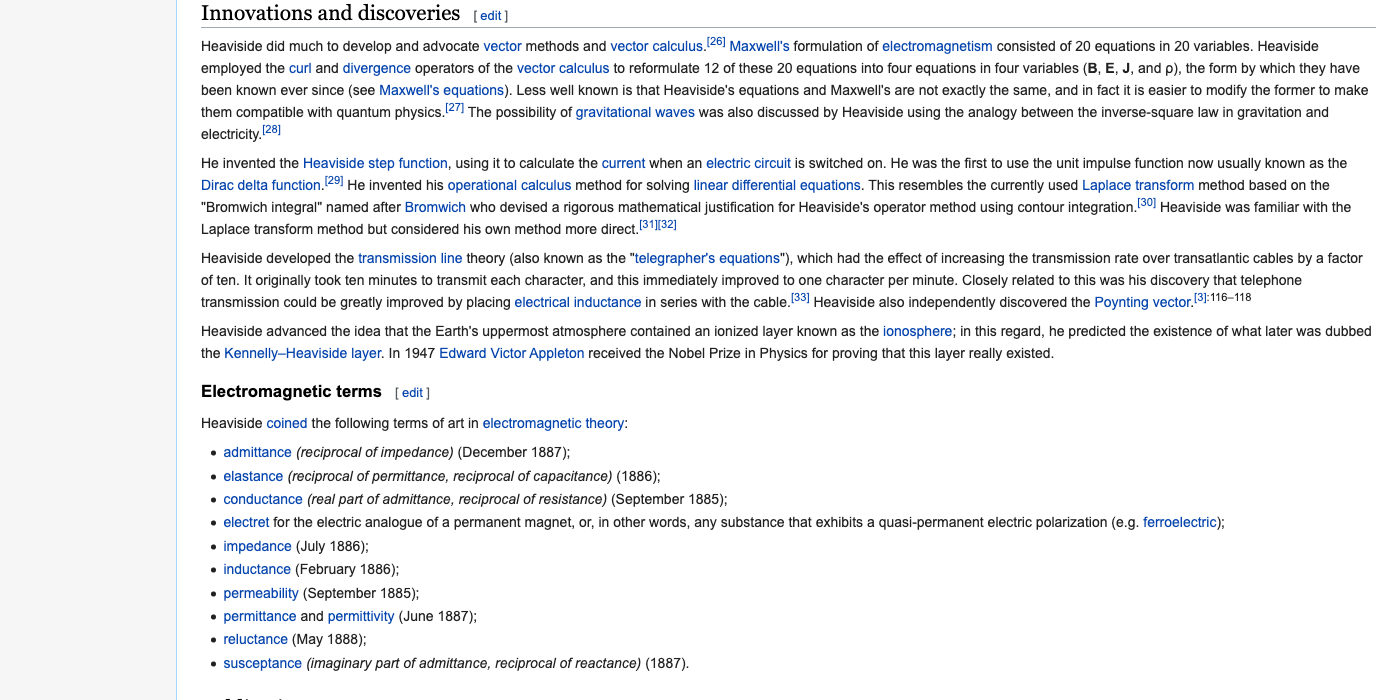 Innovations and discoveries [ edit ]
Heaviside did much to develop and advocate vector methods and vector calculus.[26] Maxwell's formulation of electromagnetism consisted of 20 equations in 20 variables. Heaviside
employed the curl and divergence operators of the vector calculus to reformulate 12 of these 20 equations into four equations in four variables (B, E, J, and ρ), the form by which they have
been known ever since (see Maxwell's equations). Less well known is that Heaviside's equations and Maxwell's are not exactly the same, and in fact it is easier to modify the former to make
them compatible with quantum physics.[27] The possibility of gravitational waves was also discussed by Heaviside using the analogy between the inverse-square law in gravitation and
electricity.[28]
He invented the Heaviside step function, using it to calculate the current when an electric circuit is switched on. He was the first to use the unit impulse function now usually known as the
Dirac delta function.[29] He invented his operational calculus method for solving linear differential equations. This resembles the currently used Laplace transform method based on the
"Bromwich integral" named after Bromwich who devised a rigorous mathematical justification for Heaviside's operator method using contour integration.[30] Heaviside was familiar with the
Laplace transform method but considered his own method more direct.[31][32]
Heaviside developed the transmission line theory (also known as the "telegrapher's equations"), which had the effect of increasing the transmission rate over transatlantic cables by a factor
of ten. It originally took ten minutes to transmit each character, and this immediately improved to one character per minute. Closely related to this was his discovery that telephone
transmission could be greatly improved by placing electrical inductance in series with the cable.[33] Heaviside also independently discovered the Poynting vector.[3]:116–118
Heaviside advanced the idea that the Earth's uppermost atmosphere contained an ionized layer known as the ionosphere; in this regard, he predicted the existence of what later was dubbed
the Kennelly–Heaviside layer. In 1947 Edward Victor Appleton received the Nobel Prize in Physics for proving that this layer really existed.
Electromagnetic terms [ edit ]
Heaviside coined the following terms of art in electromagnetic theory:
• admittance (reciprocal of impedance) (December 1887);
• elastance (reciprocal of permittance, reciprocal of capacitance) (1886);
• conductance (real part of admittance, reciprocal of resistance) (September 1885);
• electret for the electric analogue of a permanent magnet, or, in other words, any substance that exhibits a quasi-permanent electric polarization (e.g. ferroelectric);
• impedance (July 1886);
• inductance (February 1886);
• permeability (September 1885);
• permittance and permittivity (June 1887);
• reluctance (May 1888);
• susceptance (imaginary part of admittance, reciprocal of reactance) (1887).